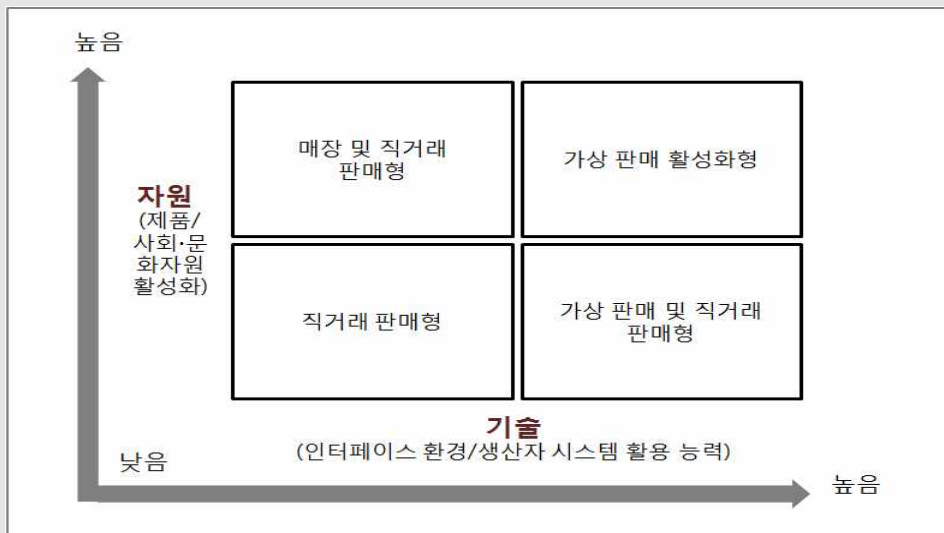 높음
매장 및 직거래
판매형
가상 판매 활성화형
자원
(제품/
사회·문
화자원
활성화)
직거래 판매형
가상 판매 및 직거래
판매형
기술
(인터페이스 환경/생산자 시스템 활용 능력)
낮음
높음